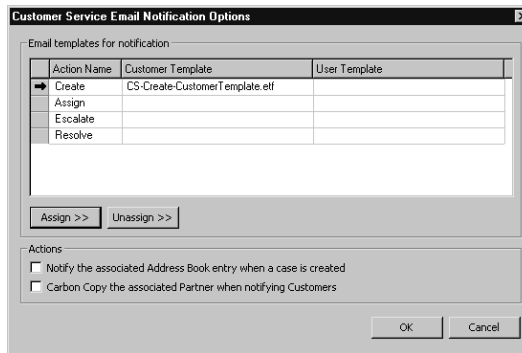 Customer Service Email Notification Options
Email templates for notification
Action Name Customer Template User Template
Create CS-Create-CustomerTemplate.etf
Assign
Escalate
Resolve
Assign >> Unassign >>
Actions
Notify the associated Address Book entry when a case is created
Carbon Copy the associated Partner when notifying Customers
OK Cancel